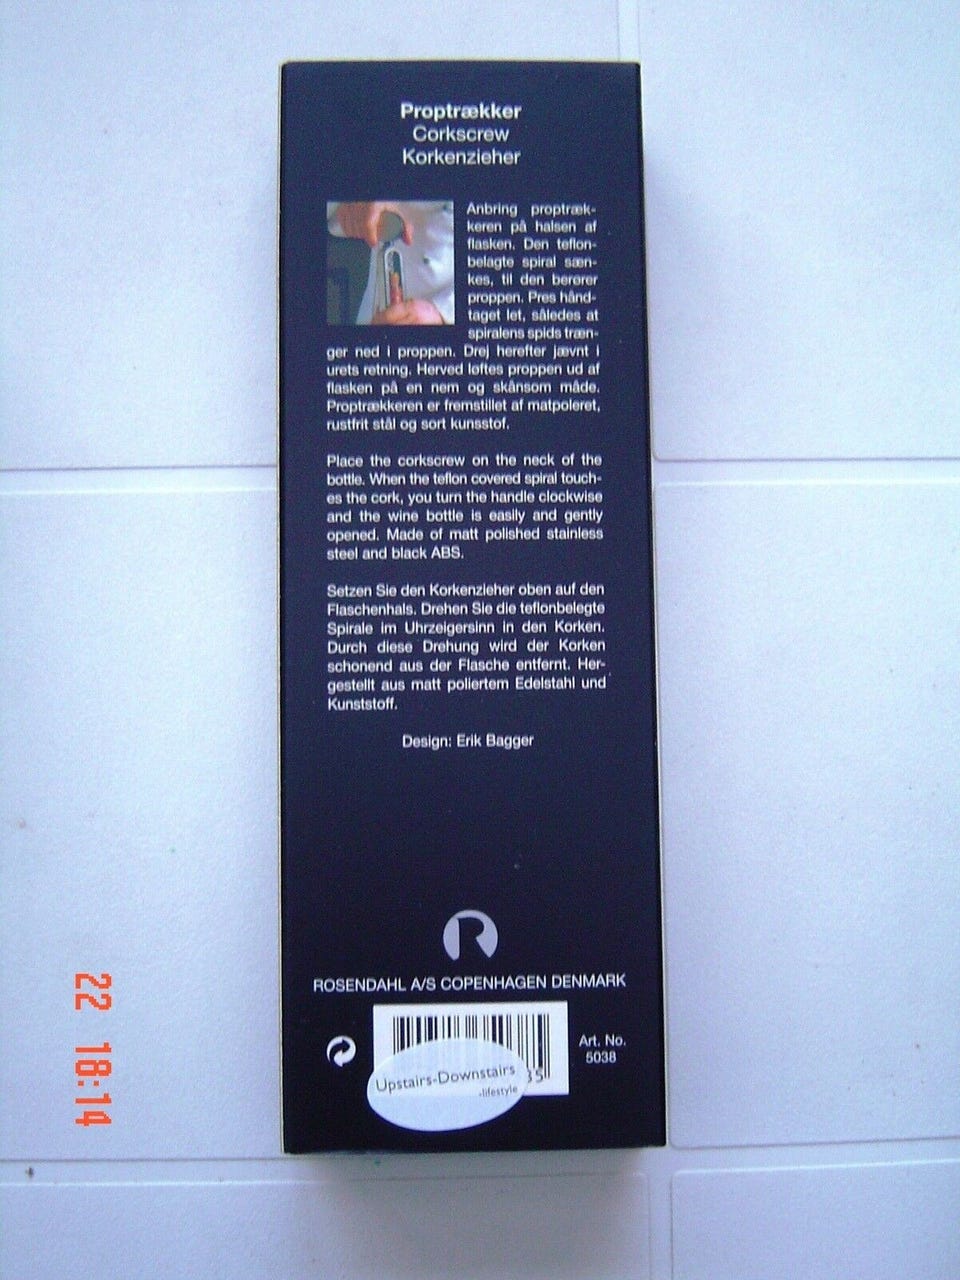 Proptrækker
Corkscrew
Korkenzieher
Anbring proptræk-
keren på halsen af
flasken. Den teflon-
belagte spiral sæn-
kes, til den berører
proppen. Pres hånd-
taget let, således at
spiralens spids træn-
ger ned i proppen. Drej herefter jævnt i
urets retning. Herved løftes proppen ud af
flasken på en nem og skånsom måde.
Proptrækkeren er fremstillet af matpoleret,
rustfrit stål og sort kunsstof.
Place the corkscrew on the neck of the
bottle. When the teflon covered spiral touch-
es the cork, you turn the handle clockwise
and the wine bottle is easily and gently
opened. Made of matt polished stainless
steel and black ABS.
Setzen Sie den Korkenzieher oben auf den
Flaschenhals. Drehen Sie die teflonbelegte
Spirale im Uhrzeigersinn in den Korken.
Durch diese Drehung wird der Korken
schonend aus der Flasche entfernt. Her-
gestellt aus matt poliertem Edelstahl und
Kunststoff.
Design: Erik Bagger
R
ROSENDAHL A/S COPENHAGEN DENMARK
Art. No.
5038
Upstairs-Downstairs
-lifestyle
22 18:14